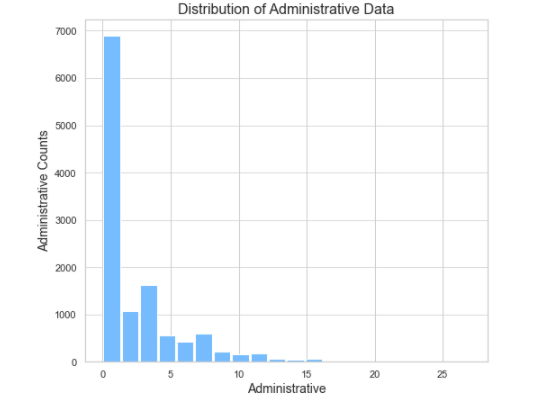 Distribution of Administrative Data
7000
6000
5000
4000
3000
2000
1000
0
Administrative Counts
0 5 10 15 20 25
Administrative